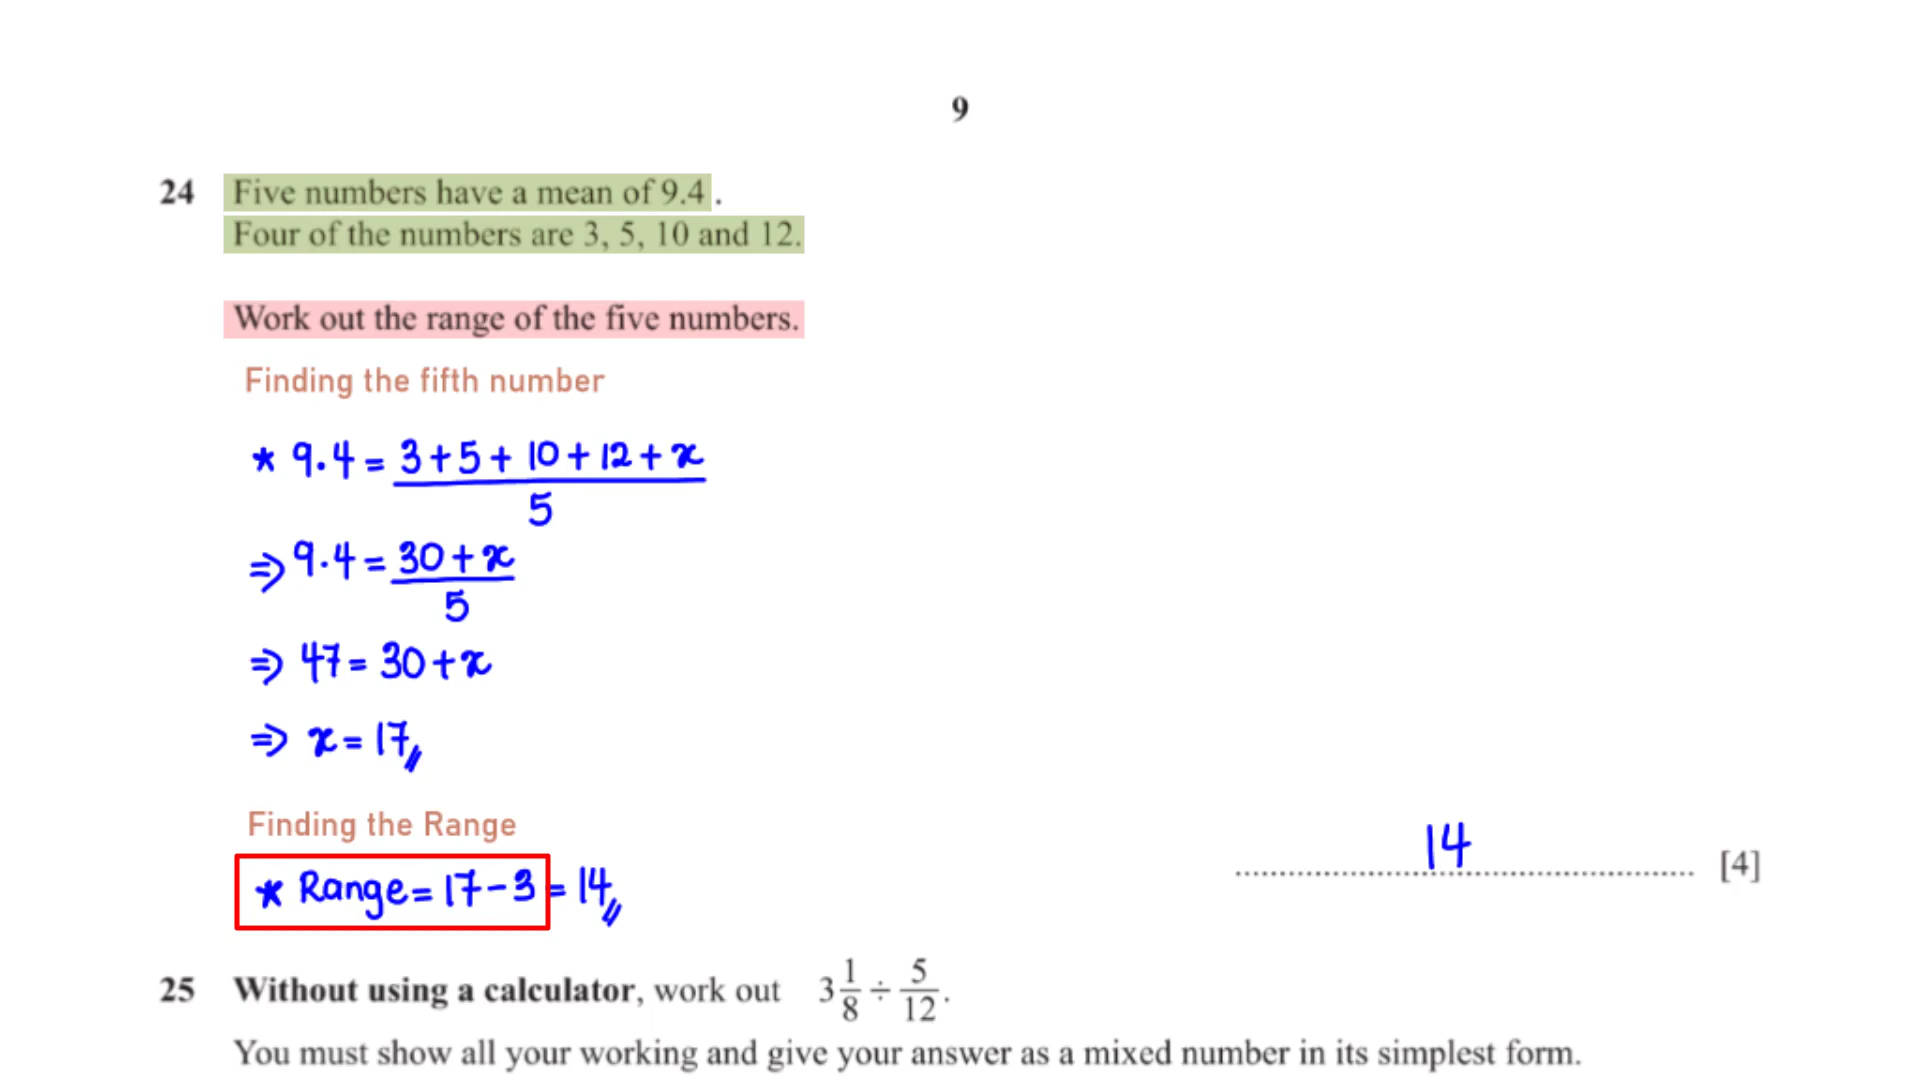 9
24 Five numbers have a mean of 9.4 .
Four of the numbers are 3, 5, 10 and 12.
Work out the range of the five numbers.
Finding the fifth number
* 9.4 = 3+5+10+12+x
5
⇒ 9.4 = 30+x
5
⇒ 47 = 30+x
⇒ x = 17
Finding the Range
* Range = 17-3 = 14
14 [4]
25 Without using a calculator, work out 3 1/8 ÷ 5/12.
You must show all your working and give your answer as a mixed number in its simplest form.